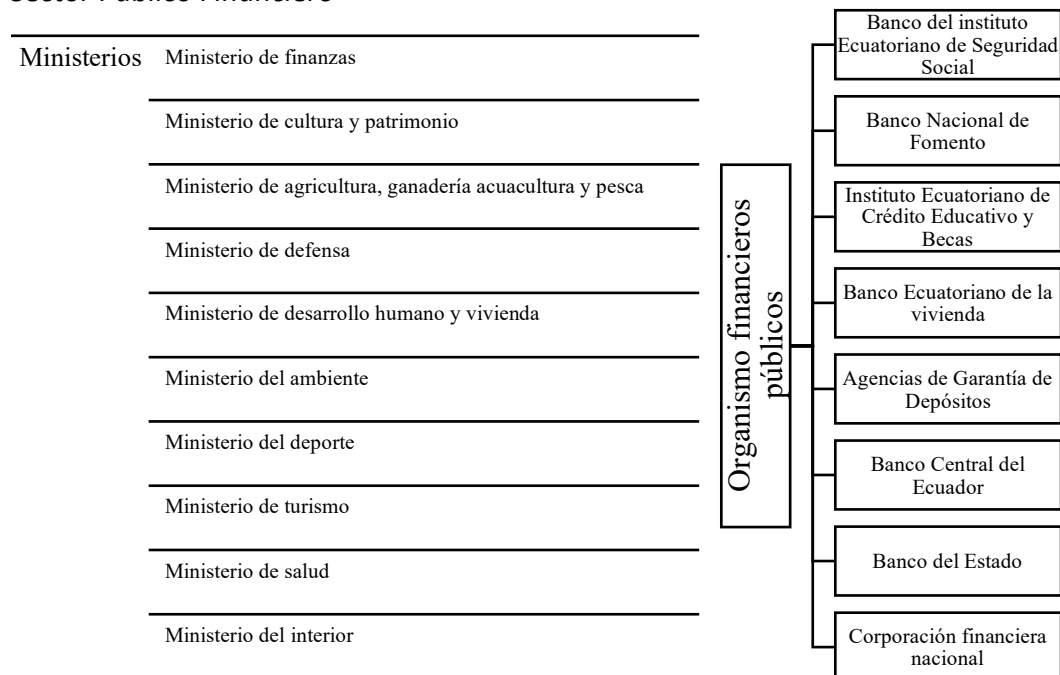 Sector Público Financiero
Ministerios
Ministerio de finanzas
Ministerio de cultura y patrimonio
Ministerio de agricultura, ganadería acuacultura y pesca
Ministerio de defensa
Ministerio de desarrollo humano y vivienda
Ministerio del ambiente
Ministerio del deporte
Ministerio de turismo
Ministerio de salud
Ministerio del interior
Organismo financieros
públicos
Banco del instituto
Ecuatoriano de Seguridad
Social
Banco Nacional de
Fomento
Instituto Ecuatoriano de
Crédito Educativo y
Becas
Banco Ecuatoriano de la
vivienda
Agencias de Garantía de
Depósitos
Banco Central del
Ecuador
Banco del Estado
Corporación financiera
nacional